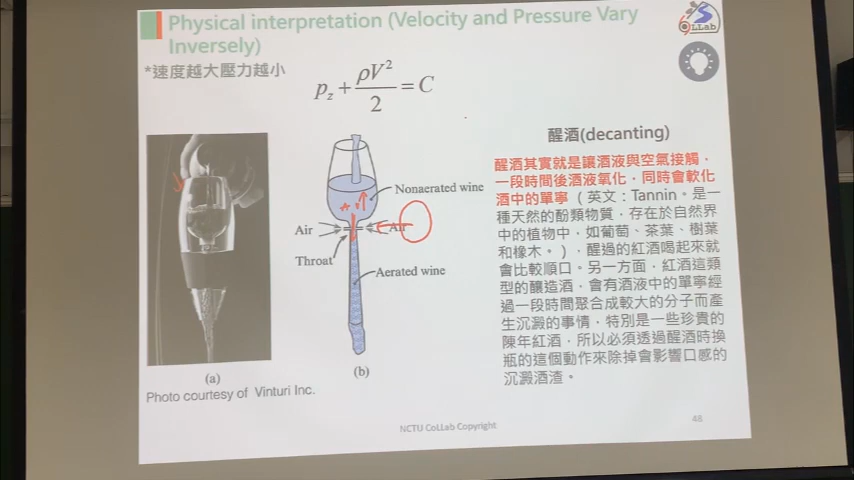 Physical interpretation (Velocity and Pressure Vary
Inversely)
*速度越大壓力越小
p_z + ρV²/2 = C
Nonaerated wine
Air
Air
Throat
Aerated wine
(a)
(b)
Photo courtesy of Vinturi Inc.
醒酒(decanting)
醒酒其實就是讓酒液與空氣接觸，
一段時間後酒液氧化，同時會軟化
酒中的單寧（英文：Tannin。是一
種天然的酚類物質，存在於自然界
中的植物中，如葡萄、茶葉、樹葉
和橡木。），醒過的紅酒喝起來就
會比較順口。另一方面，紅酒這類
型的釀造酒，會有酒液中的單寧經
過一段時間聚合成較大的分子而產
生沉澱的事情，特別是一些珍貴的
陳年紅酒，所以必須透過醒酒時換
瓶的這個動作來除掉會影響口感的
沉澱酒渣。
NCTU CoLLab Copyright
48
CoLLab